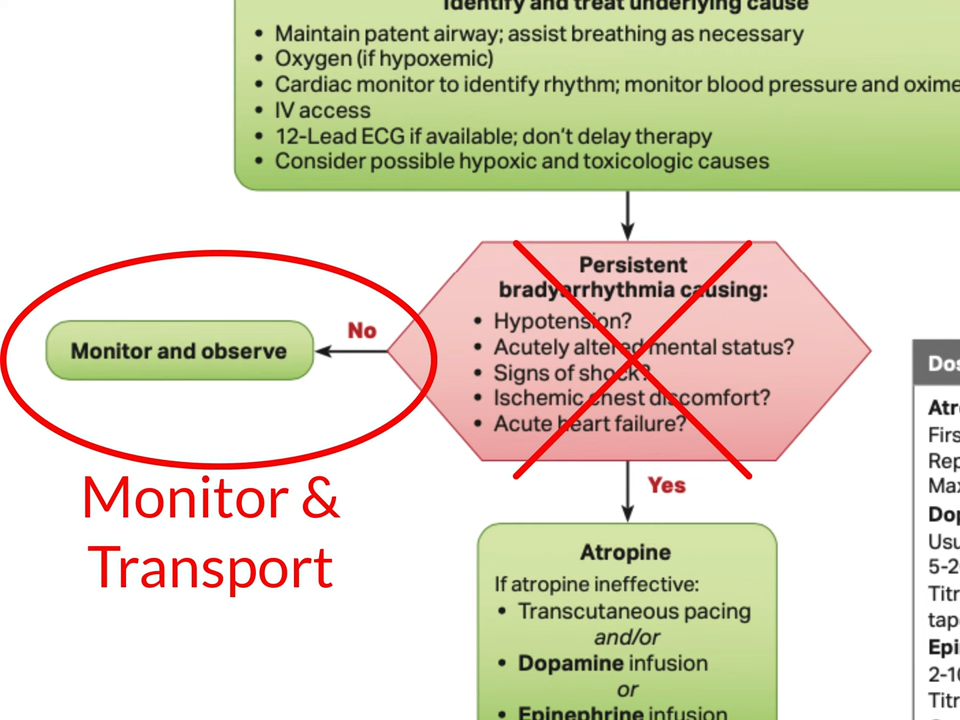 Identify and treat underlying cause
• Maintain patent airway; assist breathing as necessary
• Oxygen (if hypoxemic)
• Cardiac monitor to identify rhythm; monitor blood pressure and oxime
• IV access
• 12-Lead ECG if available; don't delay therapy
• Consider possible hypoxic and toxicologic causes
Persistent
bradyarrhythmia causing:
• Hypotension?
• Acutely altered mental status?
• Signs of shock?
• Ischemic chest discomfort?
• Acute heart failure?
No
Monitor and observe
Monitor &
Transport
Yes
Atropine
If atropine ineffective:
• Transcutaneous pacing
and/or
• Dopamine infusion
or
• Epinephrine infusion
Dos
Atro
Firs
Rep
Max
Dop
Usu
5-2
Titr
tap
Epi
2-10
Titr